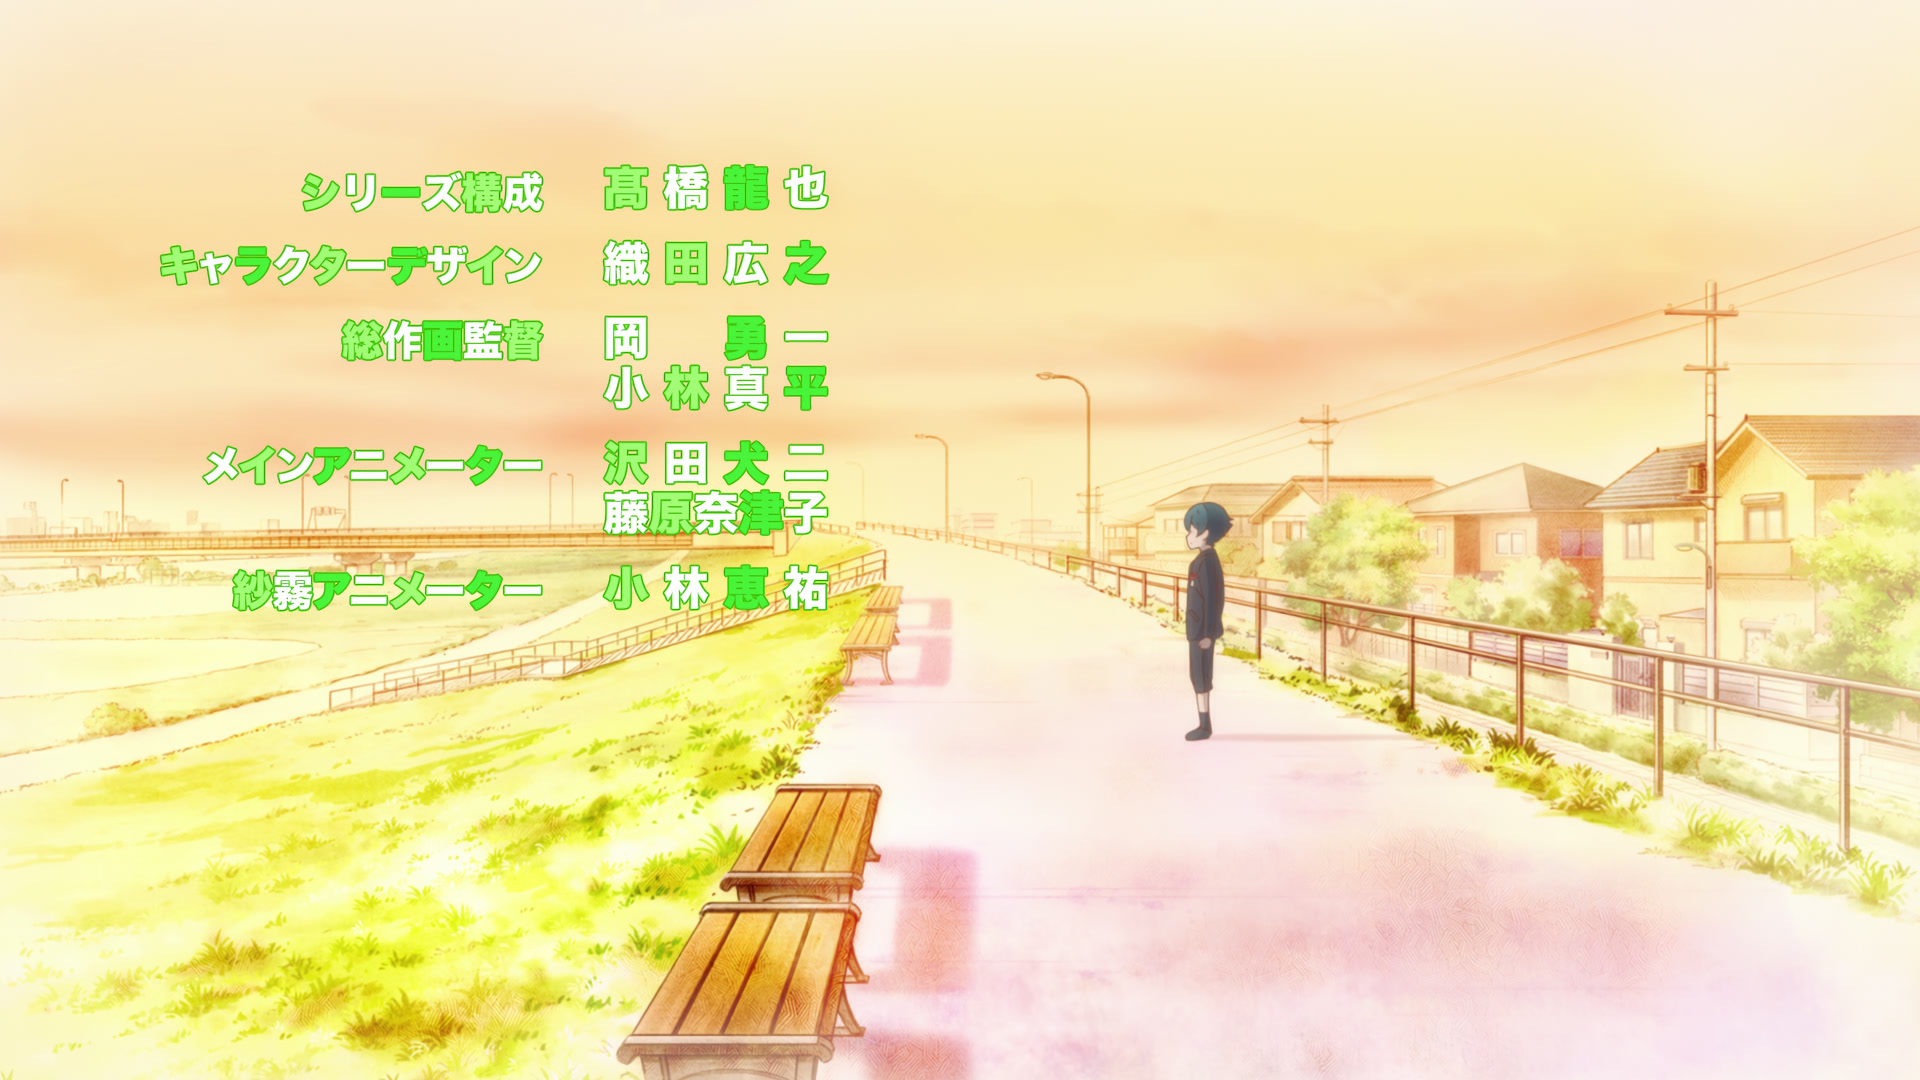 シリーズ構成 髙橋龍也
キャラクターデザイン 織田広之
総作画監督 岡 勇一
小林真平
メインアニメーター 沢田犬二
藤原奈津子
紗霧アニメーター 小林恵祐